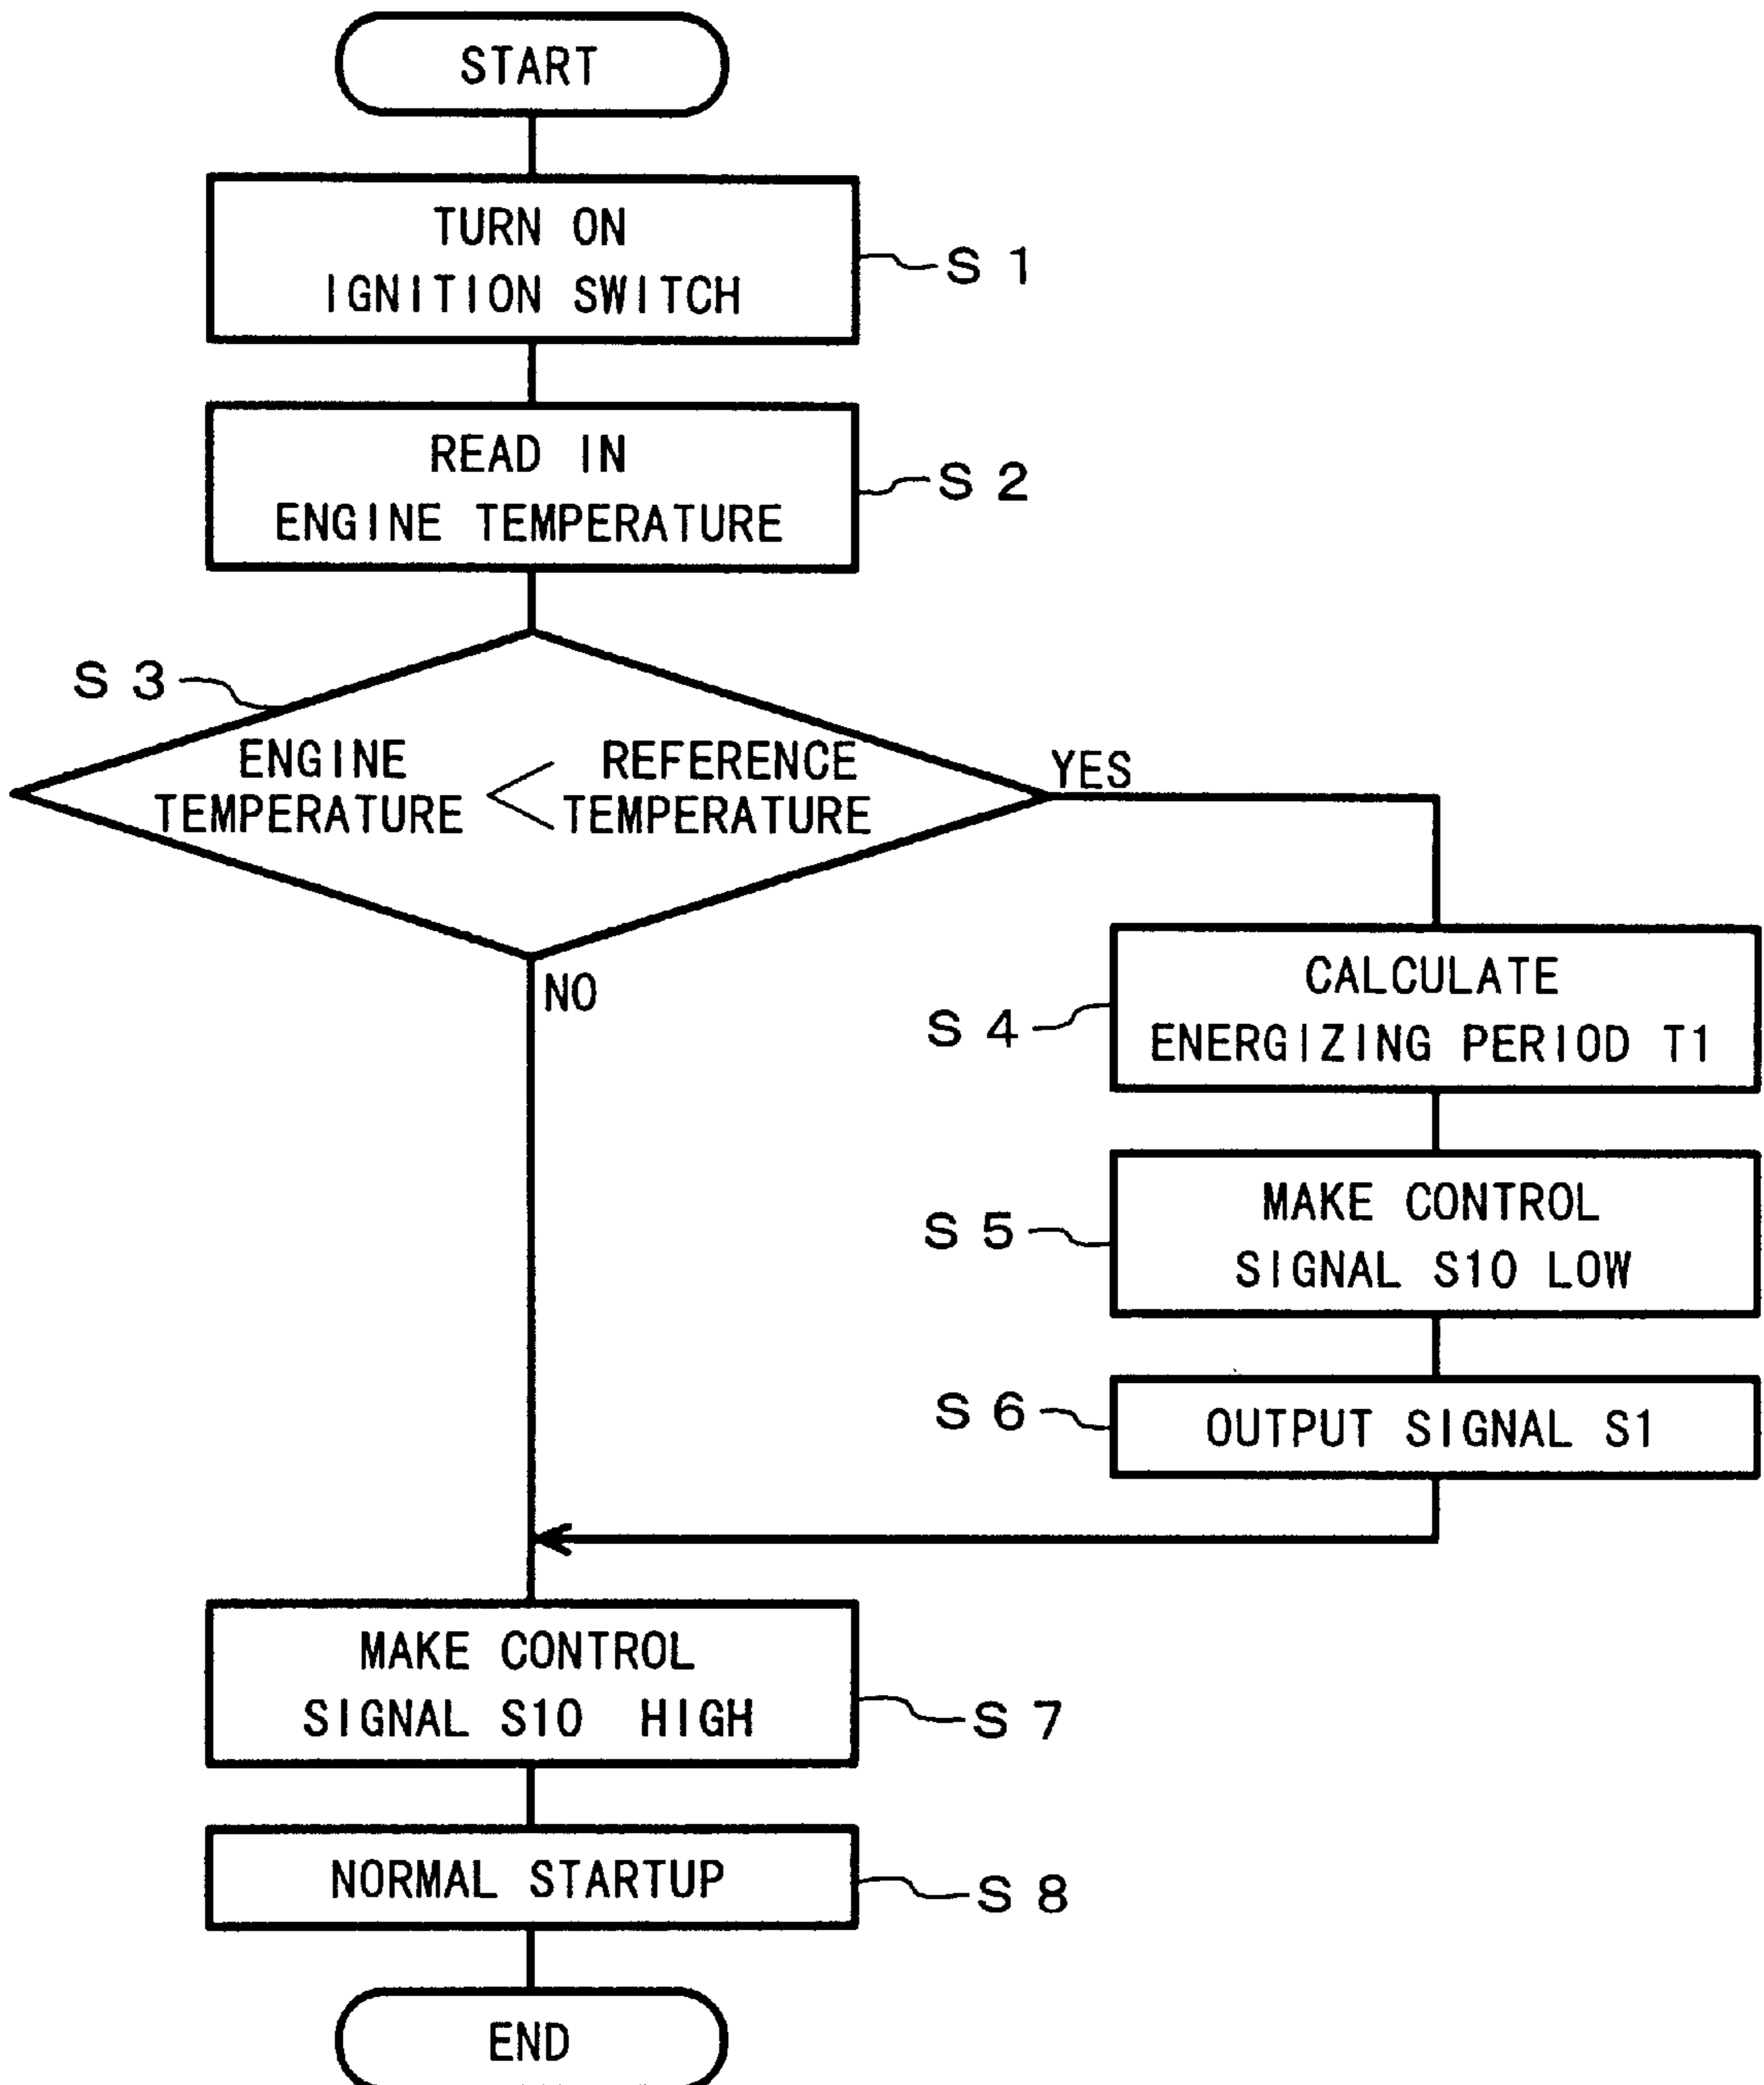 START
TURN ON
IGNITION SWITCH
S 1
READ IN
ENGINE TEMPERATURE
S 2
S 3
ENGINE
TEMPERATURE
<
REFERENCE
TEMPERATURE
YES
NO
CALCULATE
ENERGIZING PERIOD T1
S 4
MAKE CONTROL
SIGNAL S10 LOW
S 5
OUTPUT SIGNAL S1
S 6
MAKE CONTROL
SIGNAL S10 HIGH
S 7
NORMAL STARTUP
S 8
END